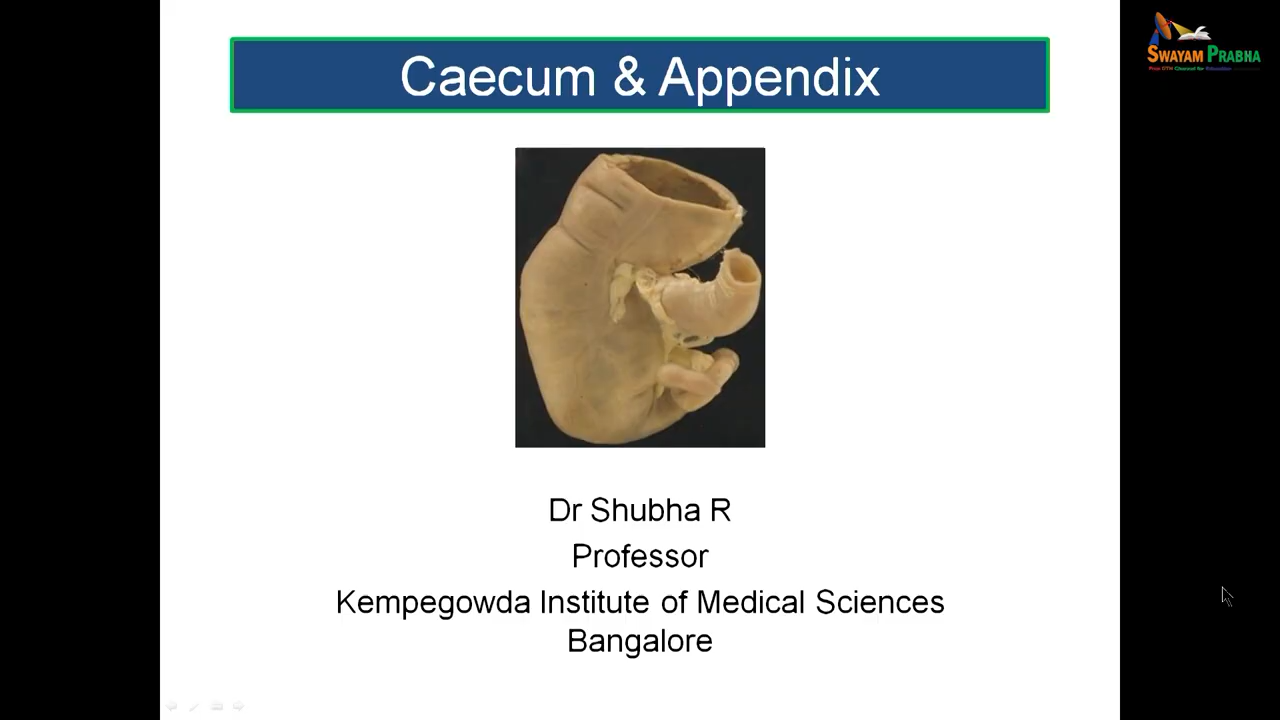 SWAYAM PRABHA
Caecum & Appendix
Dr Shubha R
Professor
Kempegowda Institute of Medical Sciences
Bangalore